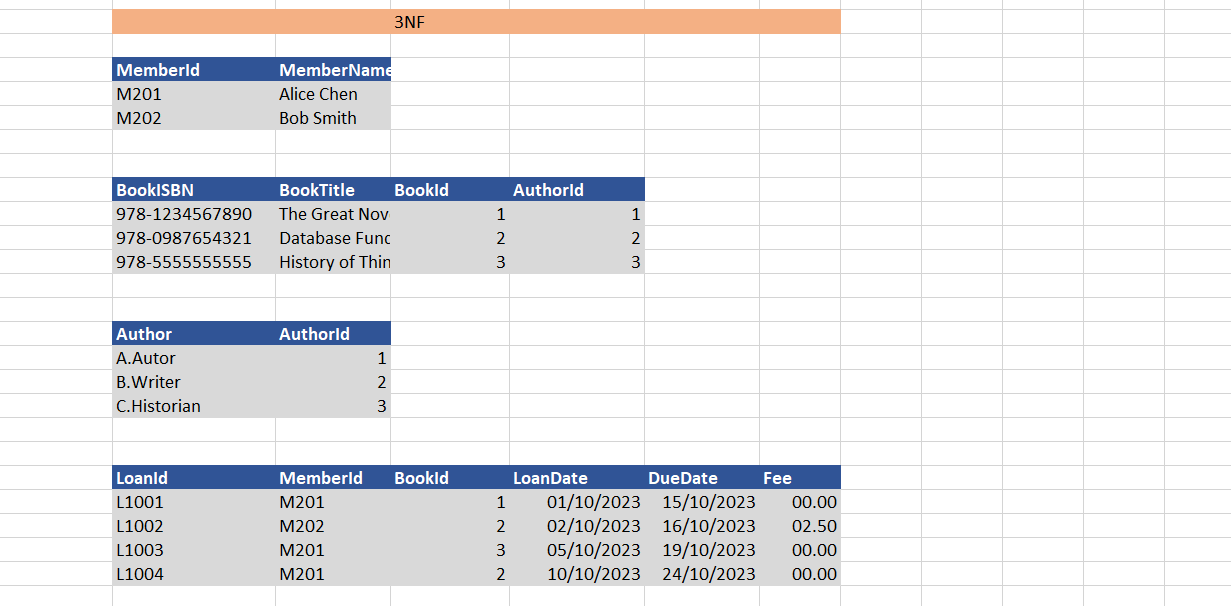 3NF
MemberId MemberName
M201 Alice Chen
M202 Bob Smith
BookISBN BookTitle BookId AuthorId
978-1234567890 The Great Nov 1 1
978-0987654321 Database Func 2 2
978-5555555555 History of Thin 3 3
Author AuthorId
A.Autor 1
B.Writer 2
C.Historian 3
LoanId MemberId BookId LoanDate DueDate Fee
L1001 M201 1 01/10/2023 15/10/2023 00.00
L1002 M202 2 02/10/2023 16/10/2023 02.50
L1003 M201 3 05/10/2023 19/10/2023 00.00
L1004 M201 2 10/10/2023 24/10/2023 00.00